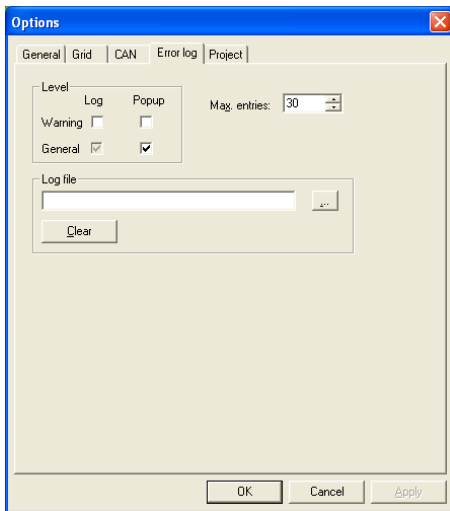 Options
General Grid CAN Error log Project
Level
Log Popup
Max. entries: 30
Warning
General
Log file
...
Clear
OK Cancel Apply